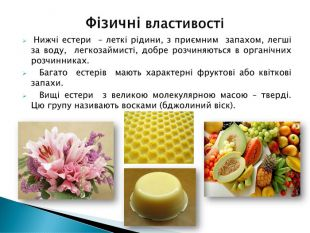 Фізичні властивості
Нижчі естери – леткі рідини, з приємним запахом, легші
за воду, легкозаймисті, добре розчиняються в органічних
розчинниках.
Багато естерів мають характерні фруктові або квіткові
запахи.
Вищі естери з великою молекулярною масою – тверді.
Цю групу називають восками (бджолиний віск).